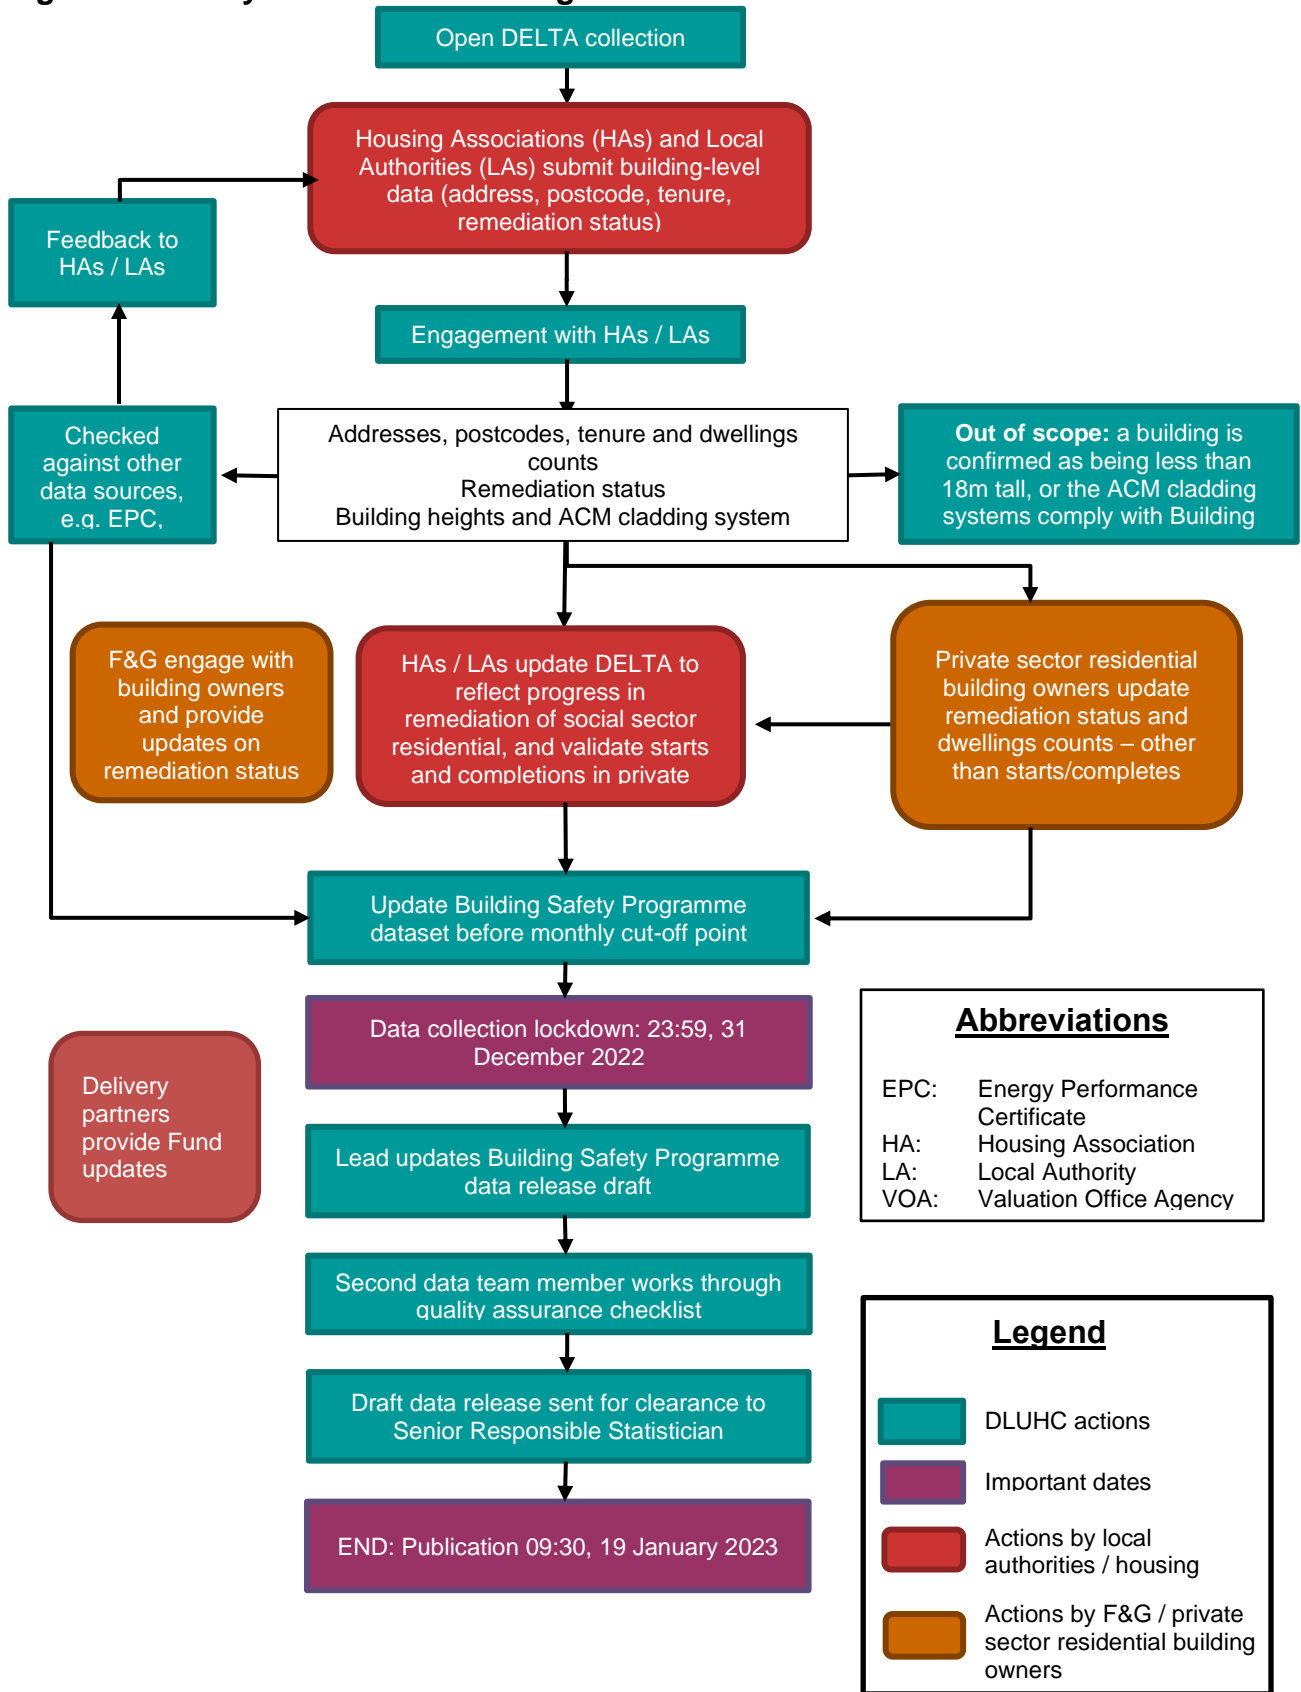 Open DELTA collection
Housing Associations (HAs) and Local
Authorities (LAs) submit building-level
data (address, postcode, tenure,
remediation status)
Feedback to
HAs / LAs
Engagement with HAs / LAs
Checked
against other
data sources,
e.g. EPC,
Addresses, postcodes, tenure and dwellings
counts
Remediation status
Building heights and ACM cladding system
Out of scope: a building is
confirmed as being less than
18m tall, or the ACM cladding
systems comply with Building
F&G engage with
building owners
and provide
updates on
remediation status
HAs / LAs update DELTA to
reflect progress in
remediation of social sector
residential, and validate starts
and completions in private
Private sector residential
building owners update
remediation status and
dwellings counts – other
than starts/completes
Update Building Safety Programme
dataset before monthly cut-off point
Data collection lockdown: 23:59, 31
December 2022
Delivery
partners
provide Fund
updates
Lead updates Building Safety Programme
data release draft
Second data team member works through
quality assurance checklist
Draft data release sent for clearance to
Senior Responsible Statistician
END: Publication 09:30, 19 January 2023
Abbreviations
EPC: Energy Performance
Certificate
HA: Housing Association
LA: Local Authority
VOA: Valuation Office Agency
Legend
DLUHC actions
Important dates
Actions by local
authorities / housing
Actions by F&G / private
sector residential building
owners